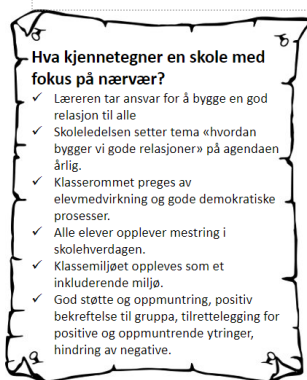 Hva kjennetegner en skole med
fokus på nærvær?
✓ Læreren tar ansvar for å bygge en god
relasjon til alle
✓ Skoleledelsen setter tema «hvordan
bygger vi gode relasjoner» på agendaen
årlig.
✓ Klasserommet preges av
elevmedvirkning og gode demokratiske
prosesser.
✓ Alle elever opplever mestring i
skolehverdagen.
✓ Klassemiljøet oppleves som et
inkluderende miljø.
✓ God støtte og oppmuntring, positiv
bekreftelse til gruppa, tilrettelegging for
positive og oppmuntrende ytringer,
hindring av negative.